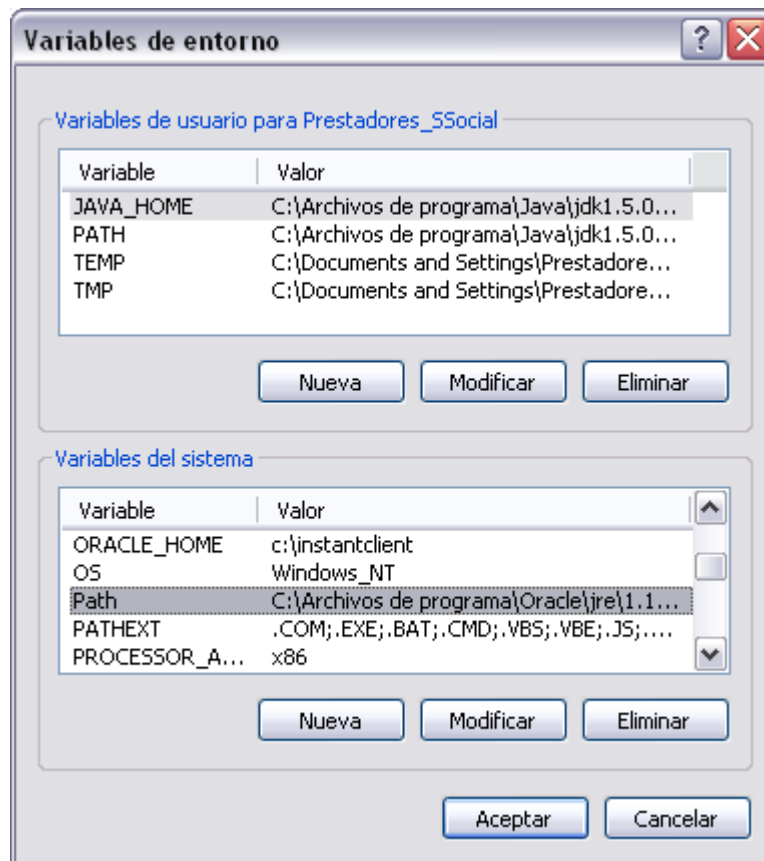 Variables de entorno
Variables de usuario para Prestadores_SSocial
Variable Valor
JAVA_HOME C:\Archivos de programa\Java\jdk1.5.0...
PATH C:\Archivos de programa\Java\jdk1.5.0...
TEMP C:\Documents and Settings\Prestadore...
TMP C:\Documents and Settings\Prestadore...
Nueva Modificar Eliminar
Variables del sistema
Variable Valor
ORACLE_HOME c:\instantclient
OS Windows_NT
Path C:\Archivos de programa\Oracle\jre\1.1...
PATHEXT .COM;.EXE;.BAT;.CMD;.VBS;.VBE;.JS;....
PROCESSOR_A... x86
Nueva Modificar Eliminar
Aceptar Cancelar